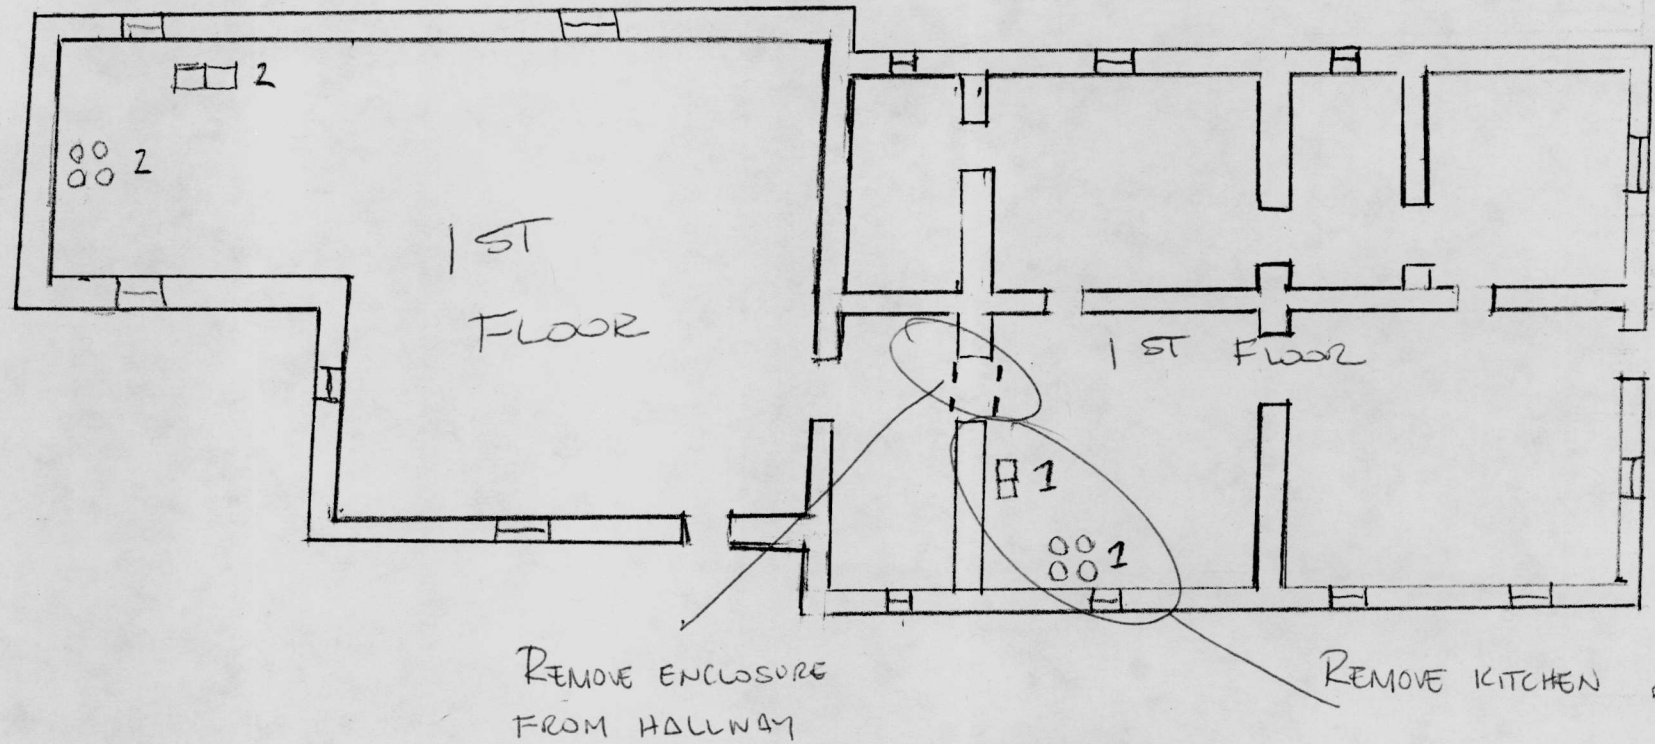 2
2
1 ST
FLOOR
1 ST FLOOR
1
1
REMOVE ENCLOSURE
FROM HALLWAY
REMOVE KITCHEN